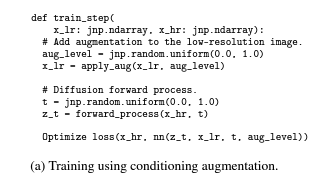 def train_step(
x_lr: jnp.ndarray, x_hr: jnp.ndarray):
# Add augmentation to the low-resolution image.
aug_level = jnp.random.uniform(0.0, 1.0)
x_lr = apply_aug(x_lr, aug_level)
# Diffusion forward process.
t = jnp.random.uniform(0.0, 1.0)
z_t = forward_process(x_hr, t)
Optimize loss(x_hr, nn(z_t, x_lr, t, aug_level))
(a) Training using conditioning augmentation.